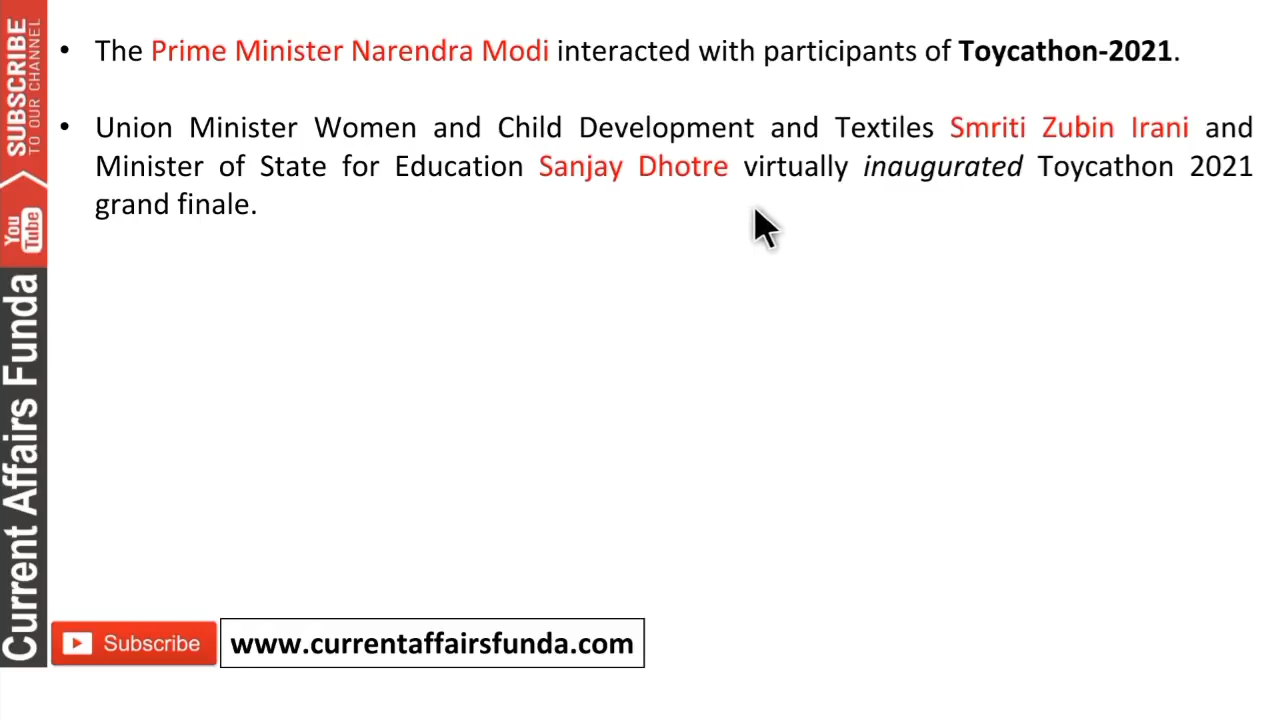 • The Prime Minister Narendra Modi interacted with participants of Toycathon-2021.
• Union Minister Women and Child Development and Textiles Smriti Zubin Irani and
Minister of State for Education Sanjay Dhotre virtually inaugurated Toycathon 2021
grand finale.
SUBSCRIBE
TO OUR CHANNEL
You
Tube
Current Affairs Funda
Subscribe
www.currentaffairsfunda.com